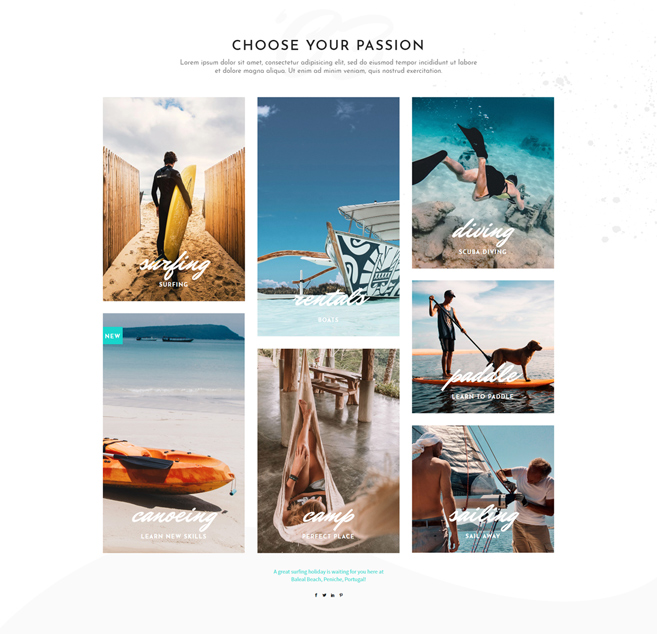 CHOOSE YOUR PASSION
Lorem ipsum dolor sit amet, consectetur adipisicing elit, sed do eiusmod tempor incididunt ut labore
et dolore magna aliqua. Ut enim ad minim veniam, quis nostrud exercitation.
surfing
SURFING
rentals
BOATS
diving
SCUBA DIVING
paddle
LEARN TO PADDLE
NEW
canoeing
LEARN NEW SKILLS
camp
PERFECT PLACE
sailing
SAIL AWAY
A great surfing holiday is waiting for you here at
Baleal Beach, Peniche, Portugal!